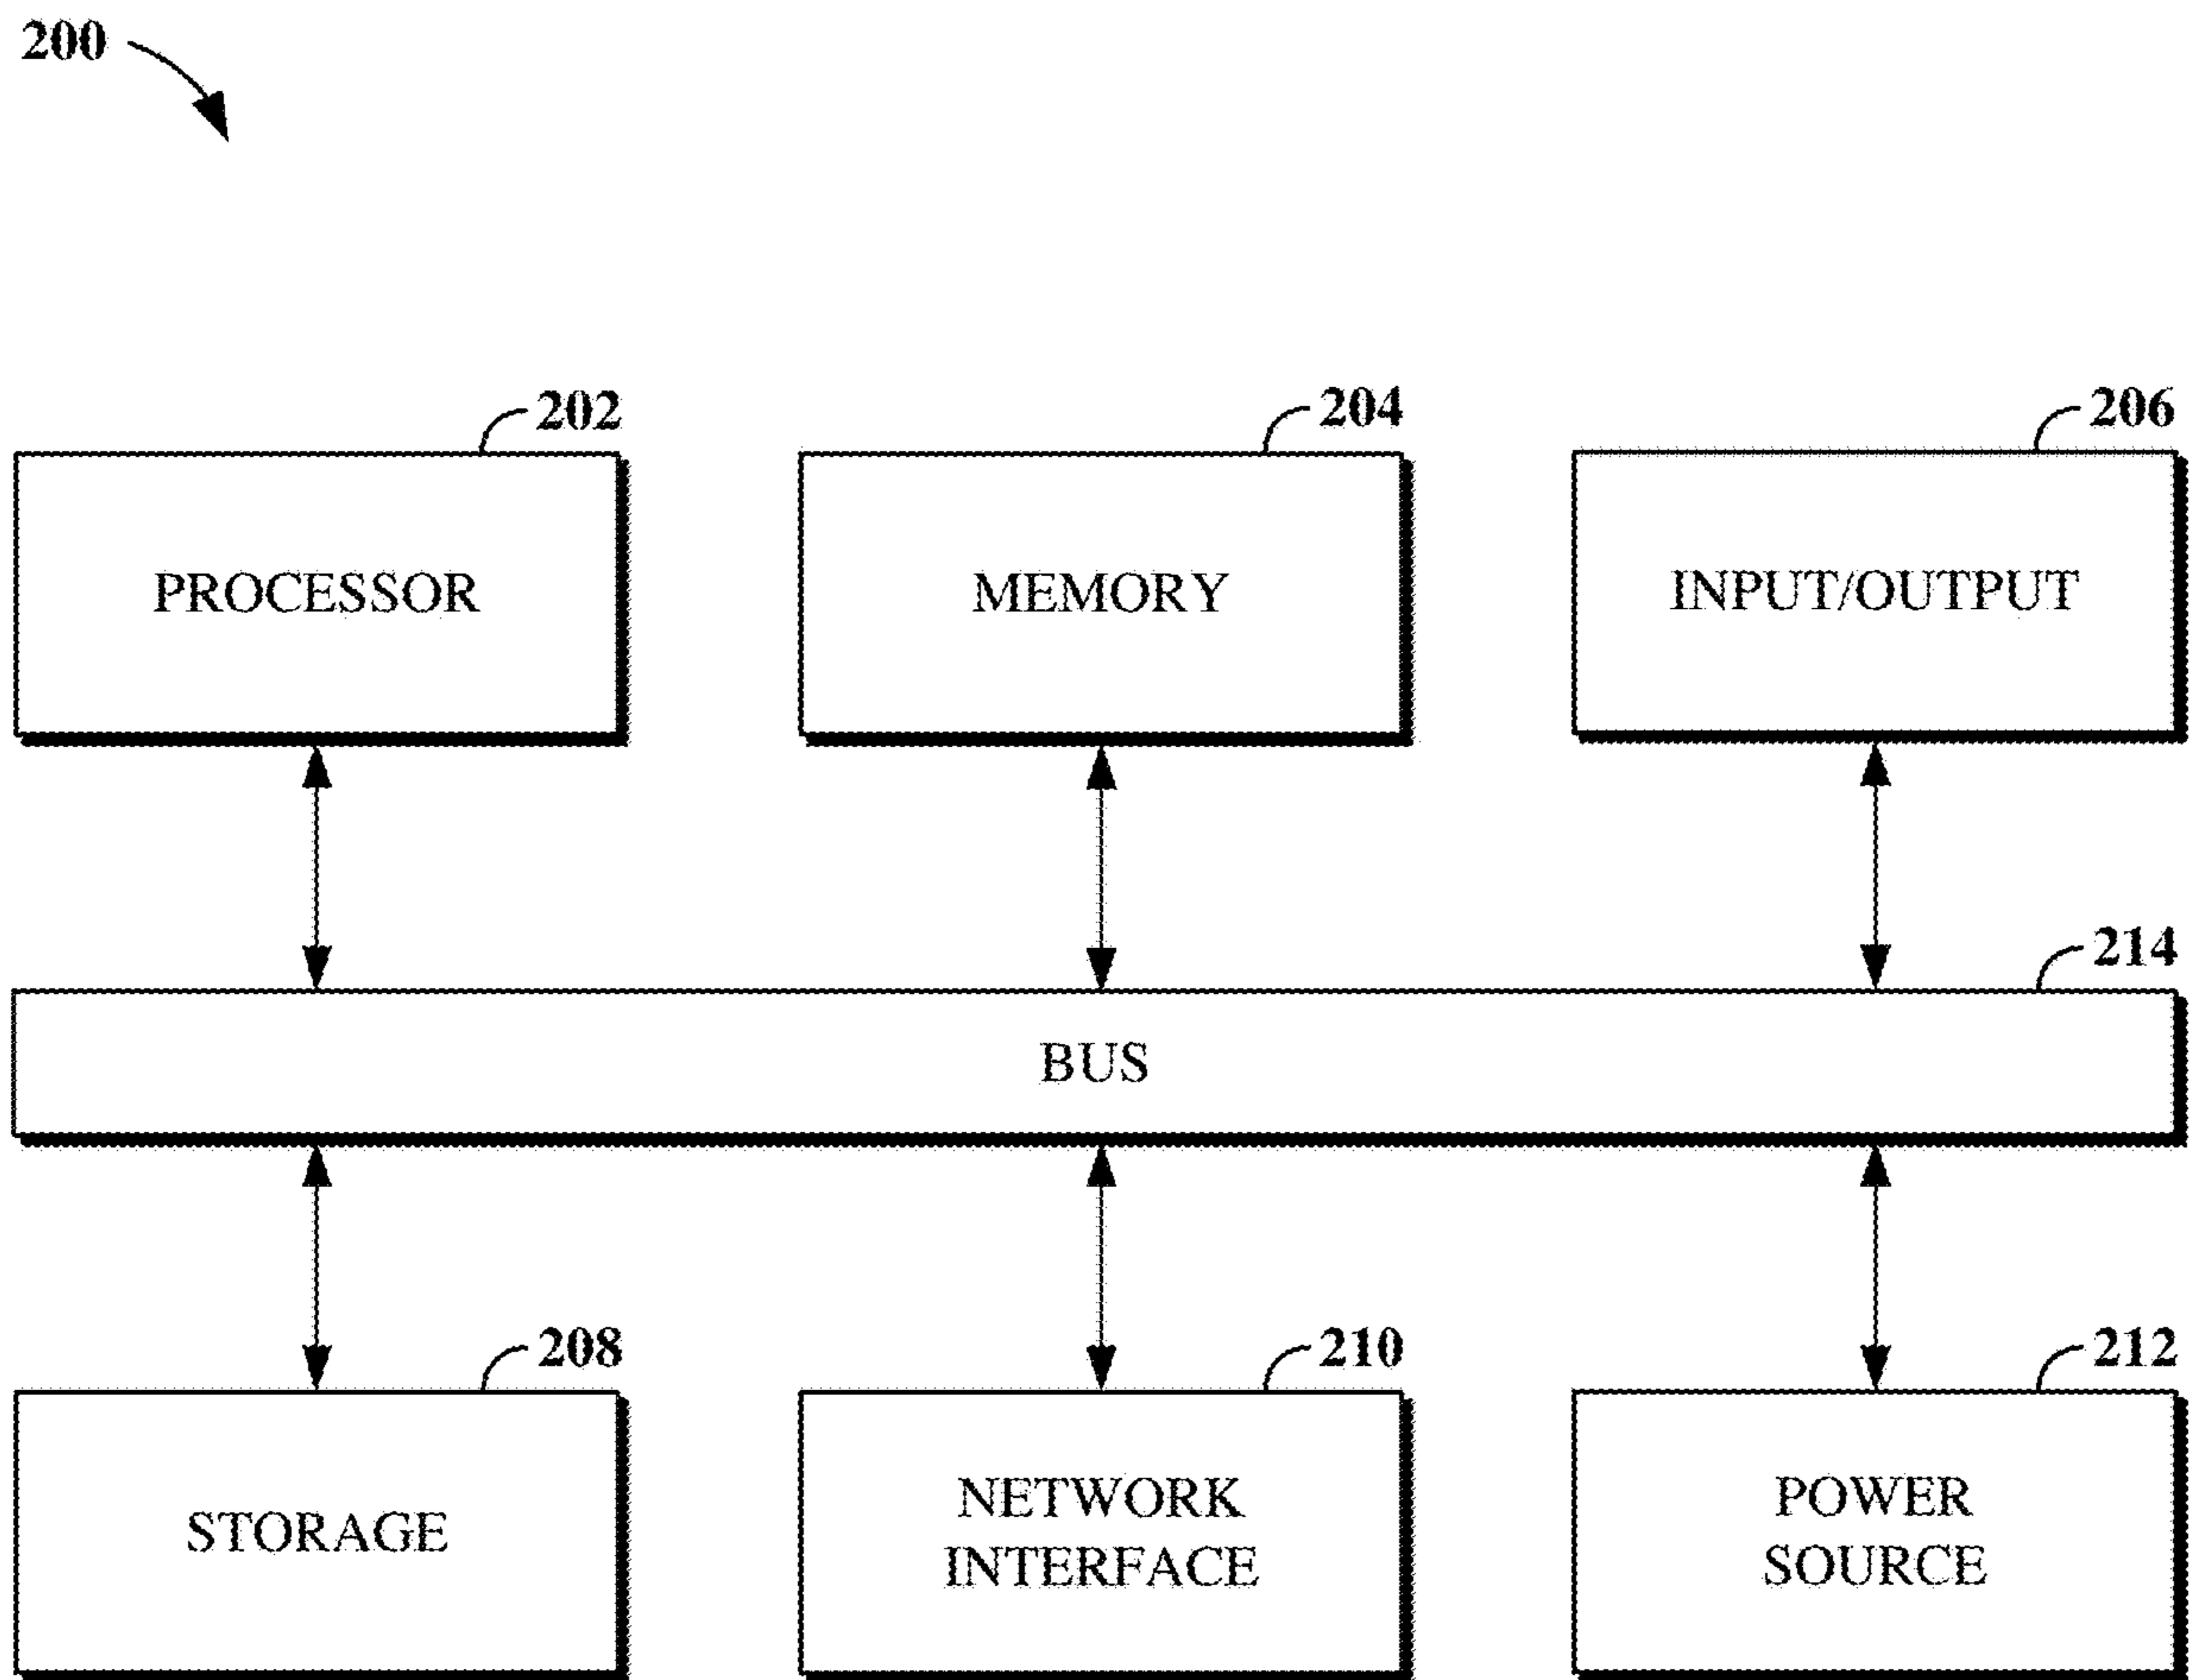 200
202
204
206
PROCESSOR
MEMORY
INPUT/OUTPUT
214
BUS
208
210
212
STORAGE
NETWORK
INTERFACE
POWER
SOURCE